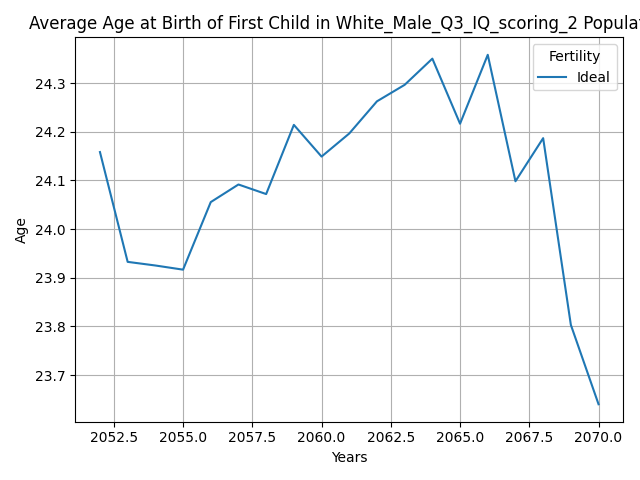 Average Age at Birth of First Child in White_Male_Q3_IQ_scoring_2 Populat
Fertility
Ideal
24.3
24.2
24.1
24.0
23.9
23.8
23.7
Age
2052.5 2055.0 2057.5 2060.0 2062.5 2065.0 2067.5 2070.0
Years